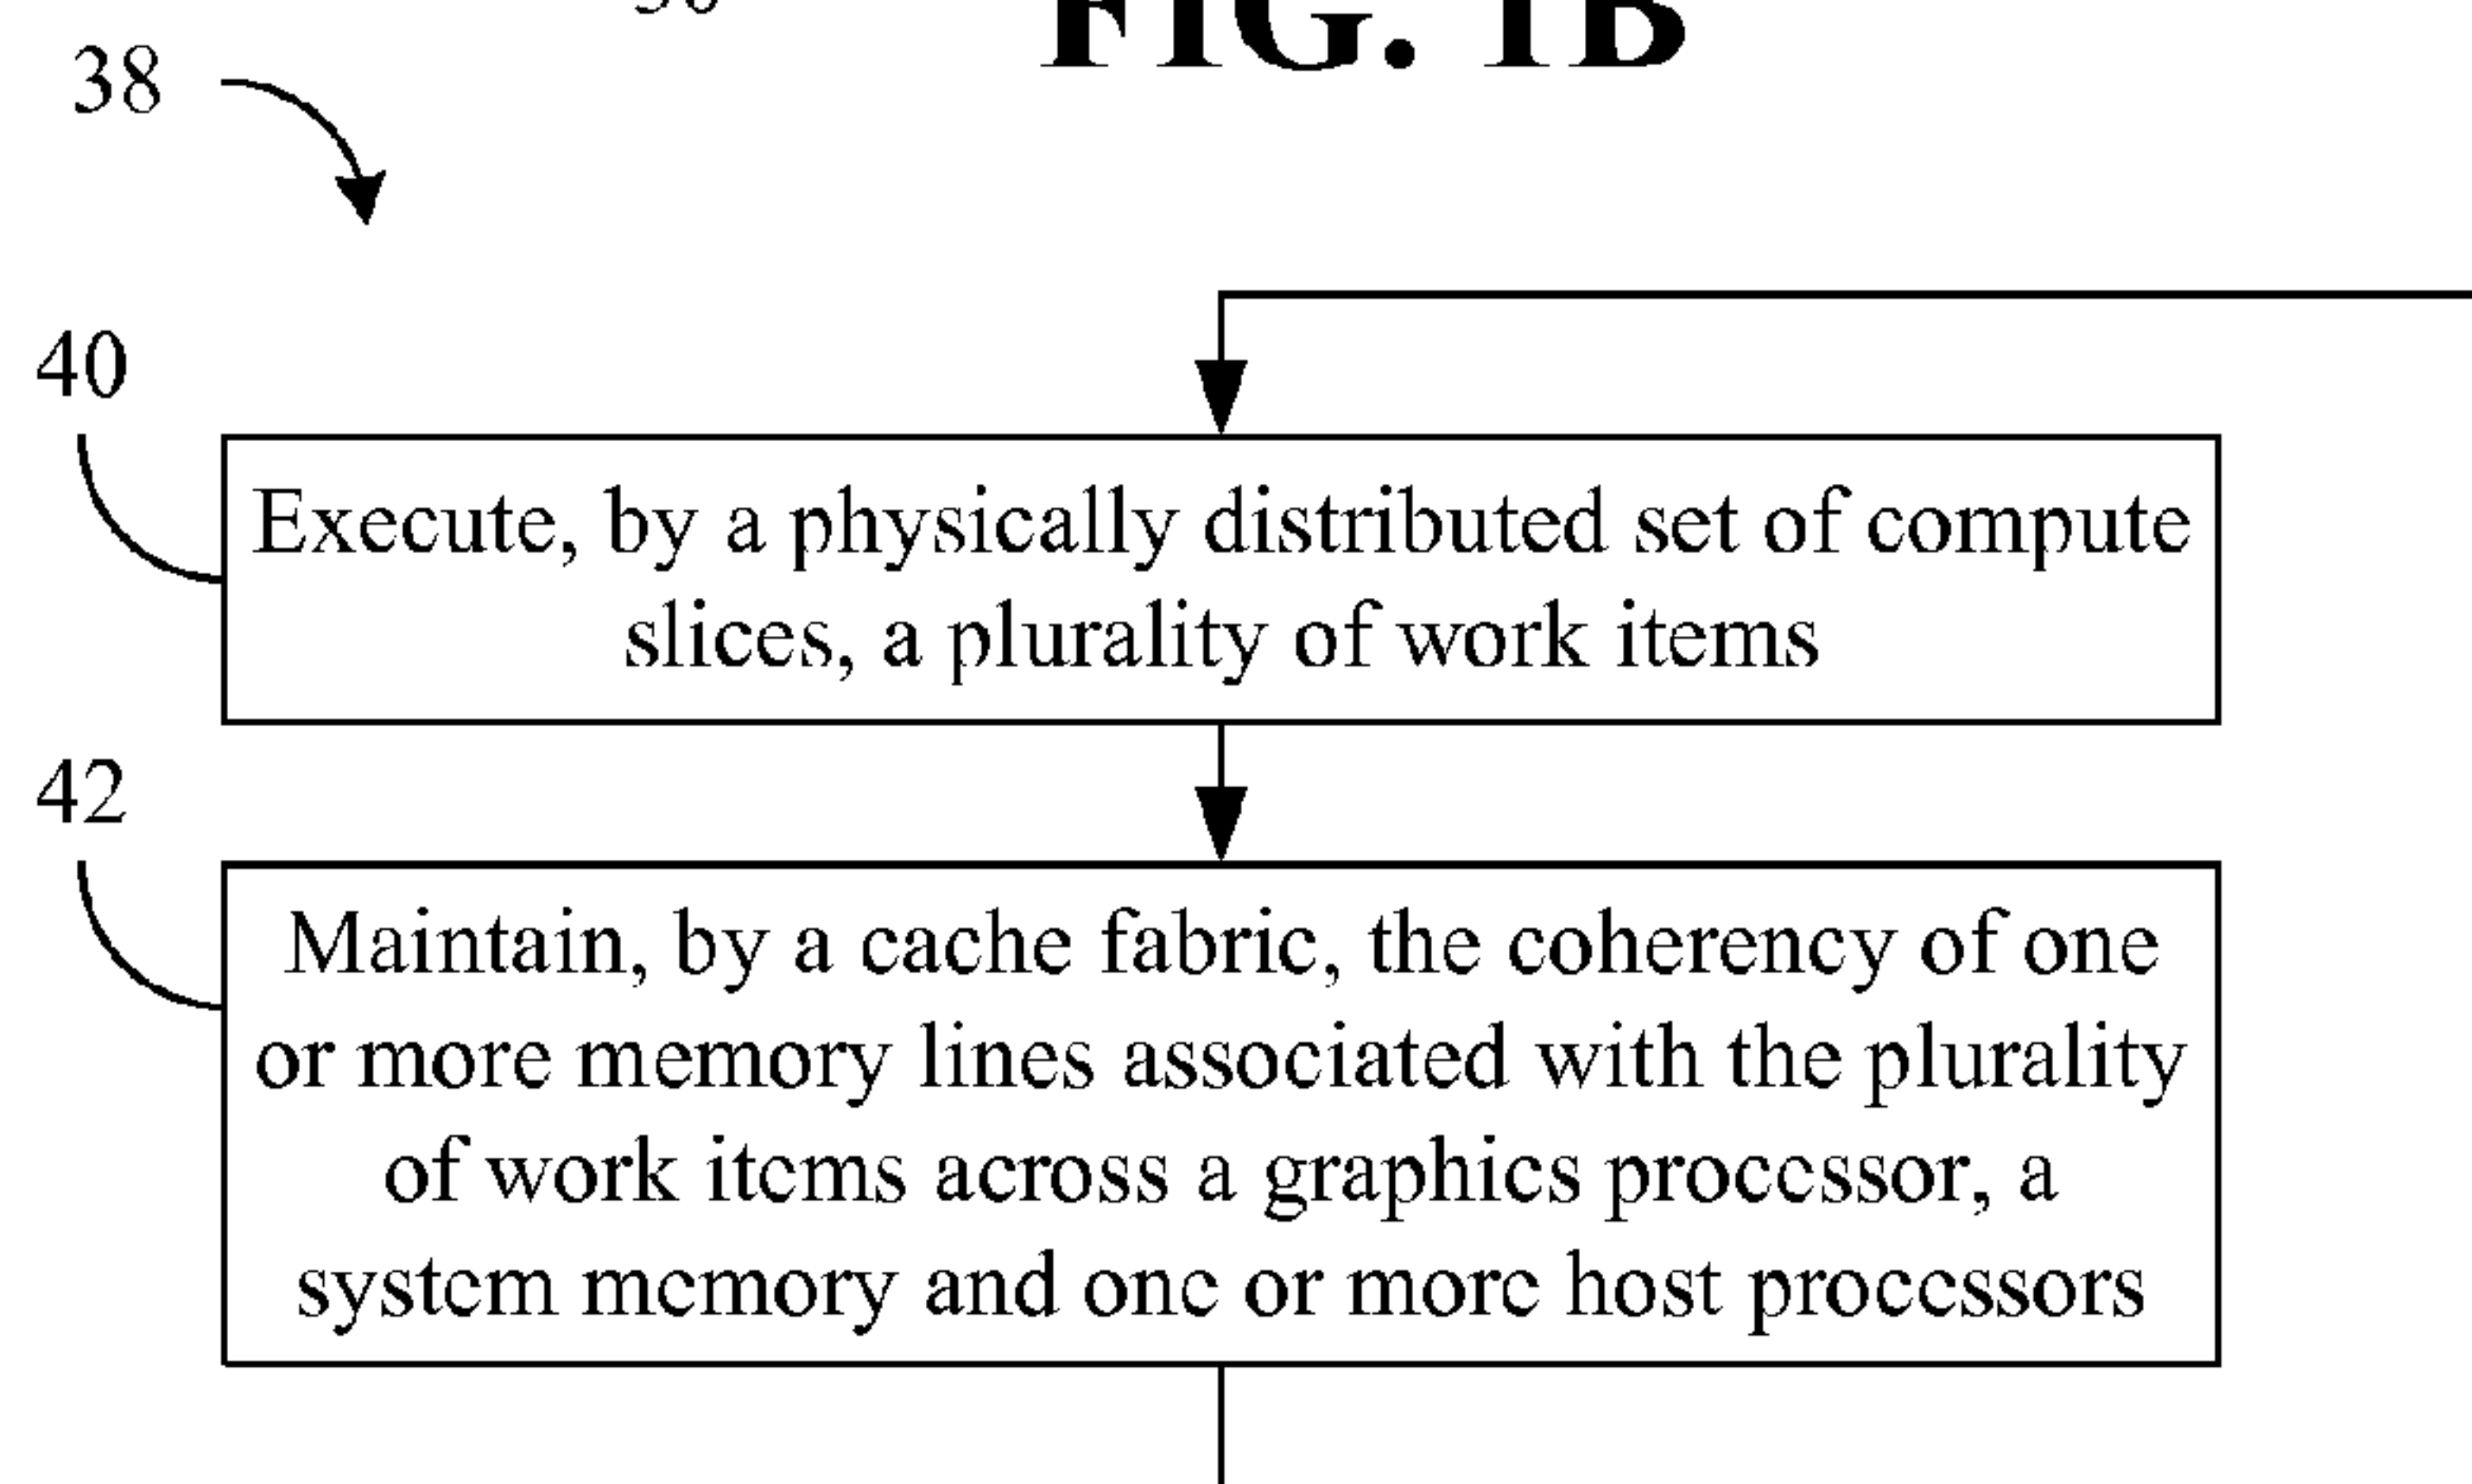 FIG. 1B
38
40
Execute, by a physically distributed set of compute
slices, a plurality of work items
42
Maintain, by a cache fabric, the coherency of one
or more memory lines associated with the plurality
of work items across a graphics processor, a
system memory and one or more host processors